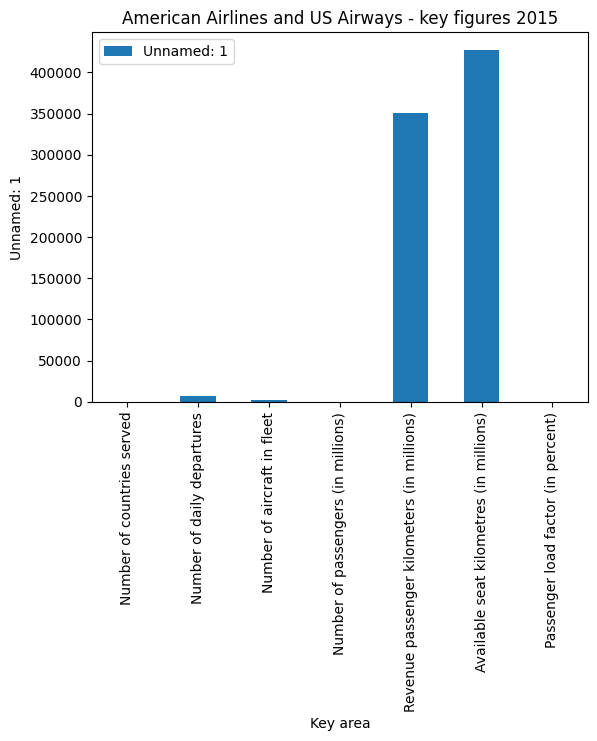 American Airlines and US Airways - key figures 2015
Unnamed: 1
400000
350000
300000
250000
200000
150000
100000
50000
0
Unnamed: 1
Number of countries served
Number of daily departures
Number of aircraft in fleet
Number of passengers (in millions)
Revenue passenger kilometers (in millions)
Available seat kilometres (in millions)
Passenger load factor (in percent)
Key area